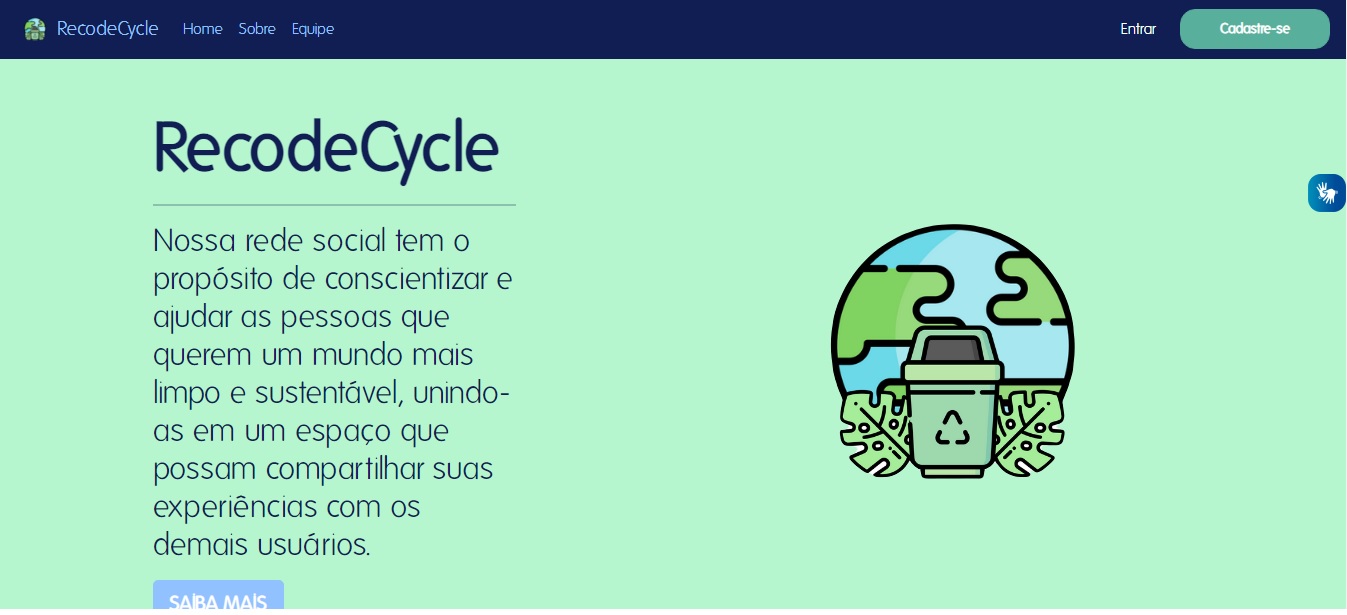 RecodeCycle Home Sobre Equipe Entrar Cadastre-se
RecodeCycle
Nossa rede social tem o
propósito de conscientizar e
ajudar as pessoas que
querem um mundo mais
limpo e sustentável, unindo-
as em um espaço que
possam compartilhar suas
experiências com os
demais usuários.
SAIBA MAIS